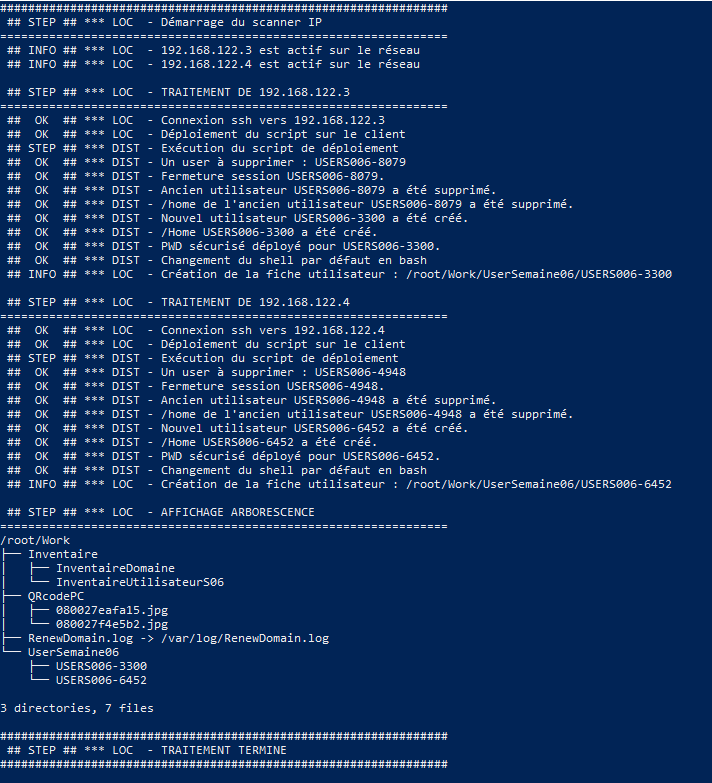 ################################################################
## STEP ## *** LOC  - Démarrage du scanner IP
================================================================
## INFO ## *** LOC  - 192.168.122.3 est actif sur le réseau
## INFO ## *** LOC  - 192.168.122.4 est actif sur le réseau
## STEP ## *** LOC  - TRAITEMENT DE 192.168.122.3
================================================================
##  OK  ## *** LOC  - Connexion ssh vers 192.168.122.3
##  OK  ## *** LOC  - Déploiement du script sur le client
## STEP ## *** DIST - Exécution du script de déploiement
##  OK  ## *** DIST - Un user à supprimer : USERS006-8079
##  OK  ## *** DIST - Fermeture session USERS006-8079.
##  OK  ## *** DIST - Ancien utilisateur USERS006-8079 a été supprimé.
##  OK  ## *** DIST - /home de l'ancien utilisateur USERS006-8079 a été supprimé.
##  OK  ## *** DIST - Nouvel utilisateur USERS006-3300 a été créé.
##  OK  ## *** DIST - /Home USERS006-3300 a été créé.
##  OK  ## *** DIST - PWD sécurisé déployé pour USERS006-3300.
##  OK  ## *** DIST - Changement du shell par défaut en bash
## INFO ## *** LOC  - Création de la fiche utilisateur : /root/Work/UserSemaine06/USERS006-3300
## STEP ## *** LOC  - TRAITEMENT DE 192.168.122.4
================================================================
##  OK  ## *** LOC  - Connexion ssh vers 192.168.122.4
##  OK  ## *** LOC  - Déploiement du script sur le client
## STEP ## *** DIST - Exécution du script de déploiement
##  OK  ## *** DIST - Un user à supprimer : USERS006-4948
##  OK  ## *** DIST - Fermeture session USERS006-4948.
##  OK  ## *** DIST - Ancien utilisateur USERS006-4948 a été supprimé.
##  OK  ## *** DIST - /home de l'ancien utilisateur USERS006-4948 a été supprimé.
##  OK  ## *** DIST - Nouvel utilisateur USERS006-6452 a été créé.
##  OK  ## *** DIST - /Home USERS006-6452 a été créé.
##  OK  ## *** DIST - PWD sécurisé déployé pour USERS006-6452.
##  OK  ## *** DIST - Changement du shell par défaut en bash
## INFO ## *** LOC  - Création de la fiche utilisateur : /root/Work/UserSemaine06/USERS006-6452
## STEP ## *** LOC  - AFFICHAGE ARBORESCENCE
================================================================
/root/Work
├── Inventaire
│   ├── InventaireDomaine
│   └── InventaireUtilisateurS06
├── QRcodePC
│   ├── 080027eafa15.jpg
│   └── 080027f4e5b2.jpg
├── RenewDomain.log -> /var/log/RenewDomain.log
└── UserSemaine06
    ├── USERS006-3300
    └── USERS006-6452
3 directories, 7 files
################################################################
## STEP ## *** LOC  - TRAITEMENT TERMINE
################################################################